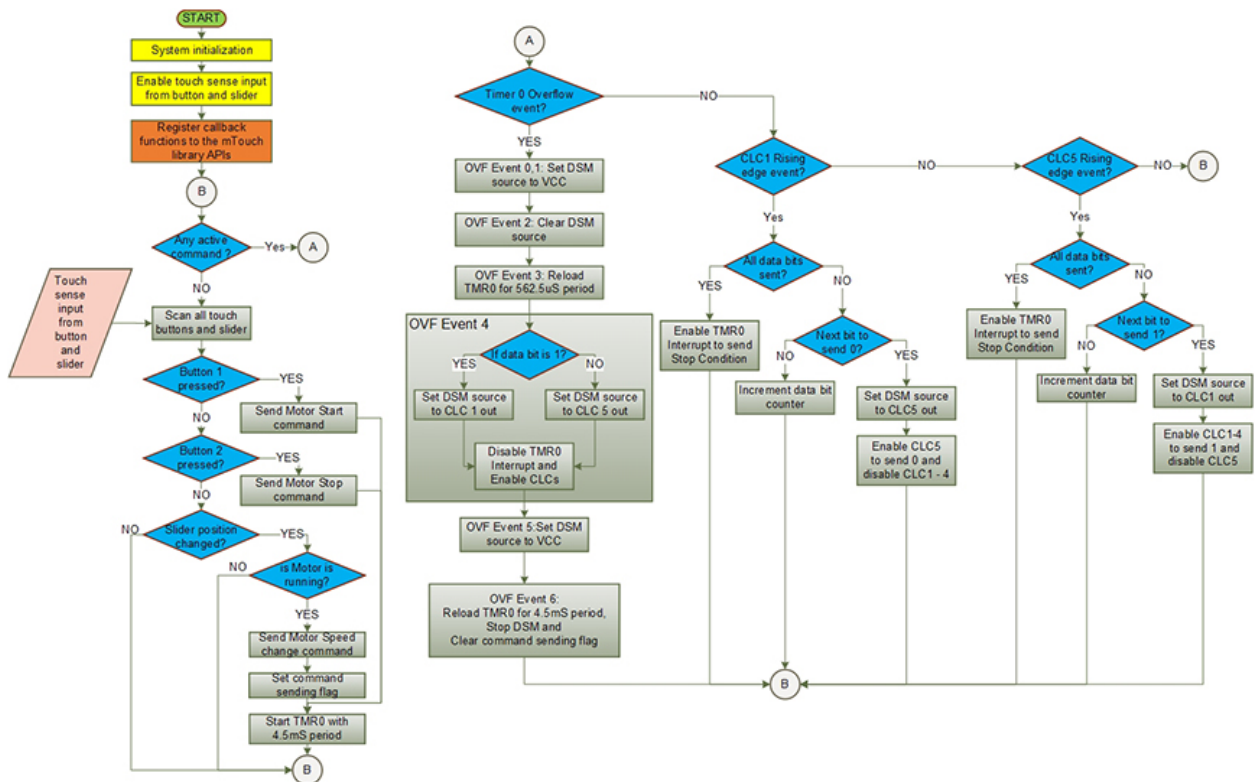 START
System initialization
Enable touch sense input
from button and slider
Register callback
functions to the mTouch
library APIs
B
Any active
command ?
Yes
A
NO
Touch
sense
input
from
button
and
slider
Scan all touch
buttons and slider
Button 1
pressed?
YES
Send Motor Start
command
NO
Button 2
pressed?
YES
Send Motor Stop
command
NO
Slider position
changed?
NO
YES
is Motor is
running?
NO
YES
Send Motor Speed
change command
Set command
sending flag
Start TMR0 with
4.5mS period
B
A
Timer 0 Overflow
event?
NO
YES
OVF Event 0,1: Set DSM
source to VCC
OVF Event 2: Clear DSM
source
OVF Event 3: Reload
TMR0 for 562.5uS period
OVF Event 4
If data bit is 1?
YES
NO
Set DSM source
to CLC 1 out
Set DSM source
to CLC 5 out
Disable TMR0
Interrupt and
Enable CLCs
OVF Event 5:Set DSM
source to VCC
OVF Event 6:
Reload TMR0 for 4.5mS period,
Stop DSM and
Clear command sending flag
CLC1 Rising
edge event?
NO
Yes
All data bits
sent?
YES
NO
Enable TMR0
Interrupt to send
Stop Condition
Next bit to
send 0?
NO
YES
Increment data bit
counter
Set DSM source
to CLC5 out
Enable CLC5
to send 0 and
disable CLC1 - 4
CLC5 Rising
edge event?
NO
B
Yes
All data bits
sent?
YES
NO
Enable TMR0
Interrupt to send
Stop Condition
Next bit to
send 1?
NO
YES
Increment data bit
counter
Set DSM source
to CLC1 out
Enable CLC1-4
to send 1 and
disable CLC5
B